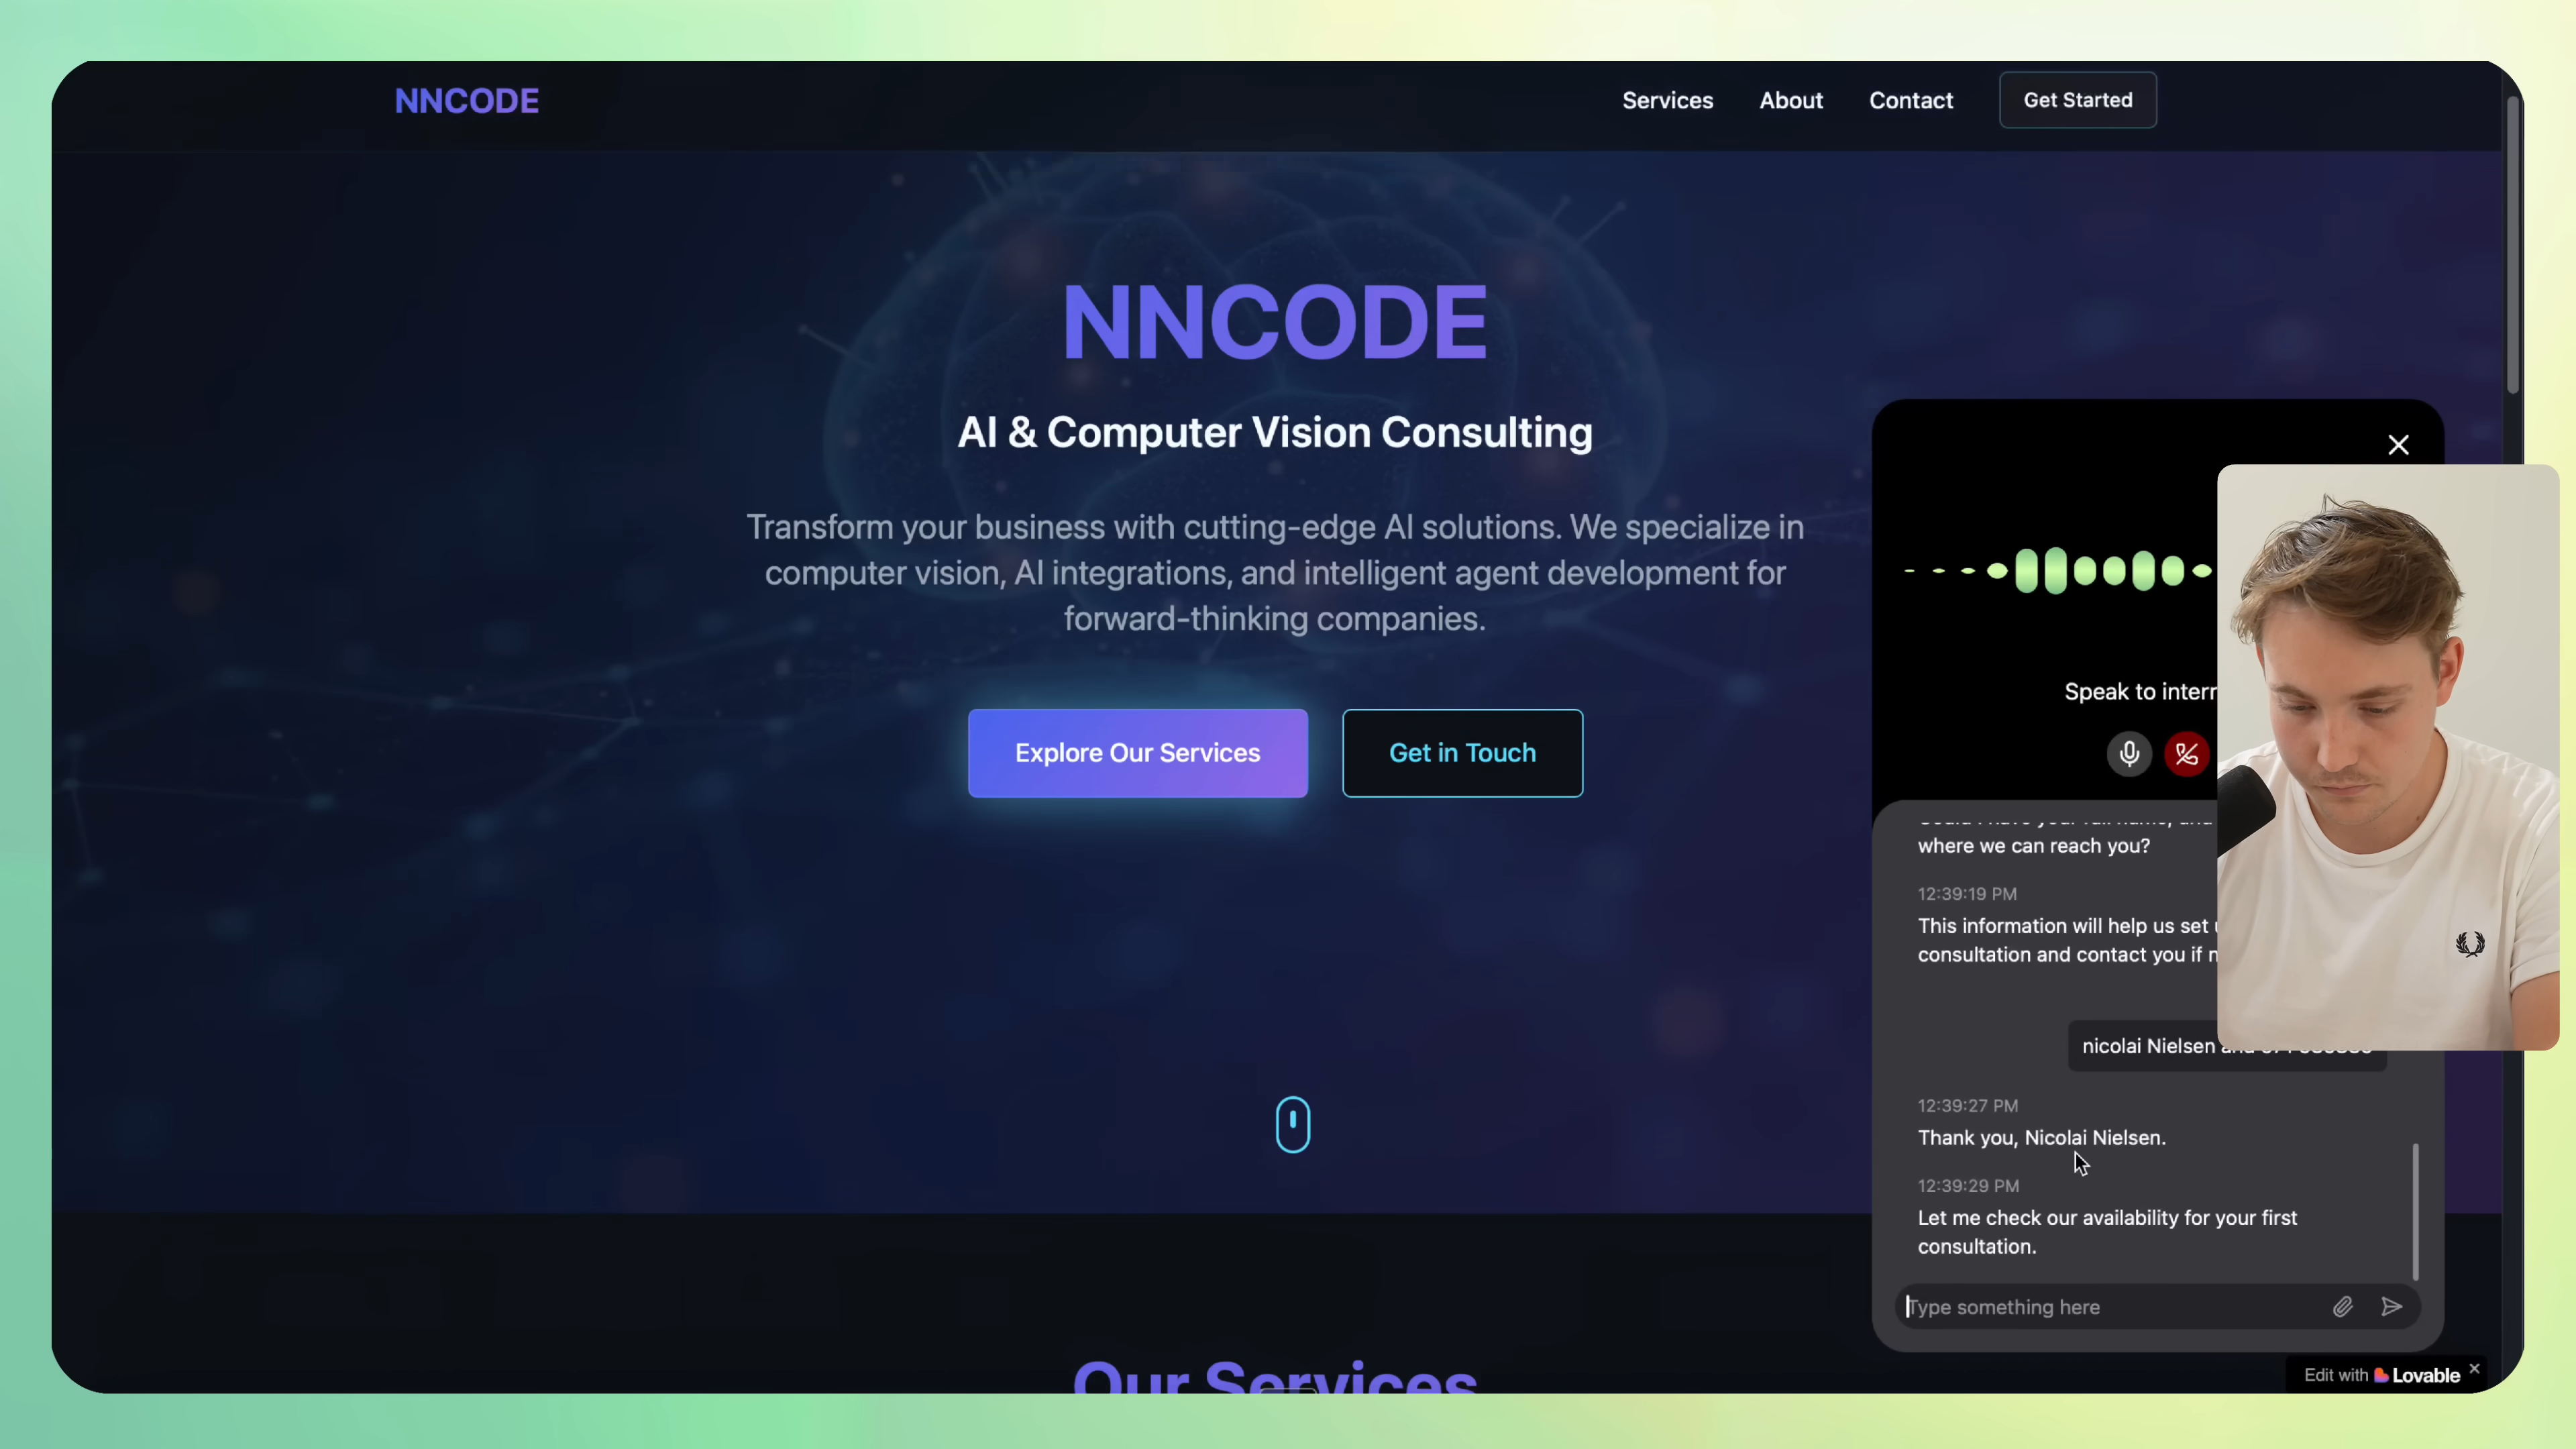 NNCODE
Services
About
Contact
Get Started
NNCODE
AI & Computer Vision Consulting
Transform your business with cutting-edge AI solutions. We specialize in
computer vision, AI integrations, and intelligent agent development for
forward-thinking companies.
Explore Our Services
Get in Touch
Speak to
where we can reach you?
12:39:19 PM
This information will help us set
consultation and contact you if
nicolai Nielsen
12:39:27 PM
Thank you, Nicolai Nielsen.
12:39:29 PM
Let me check our availability for your first
consultation.
Type something here
Our Services
Edit with Lovable